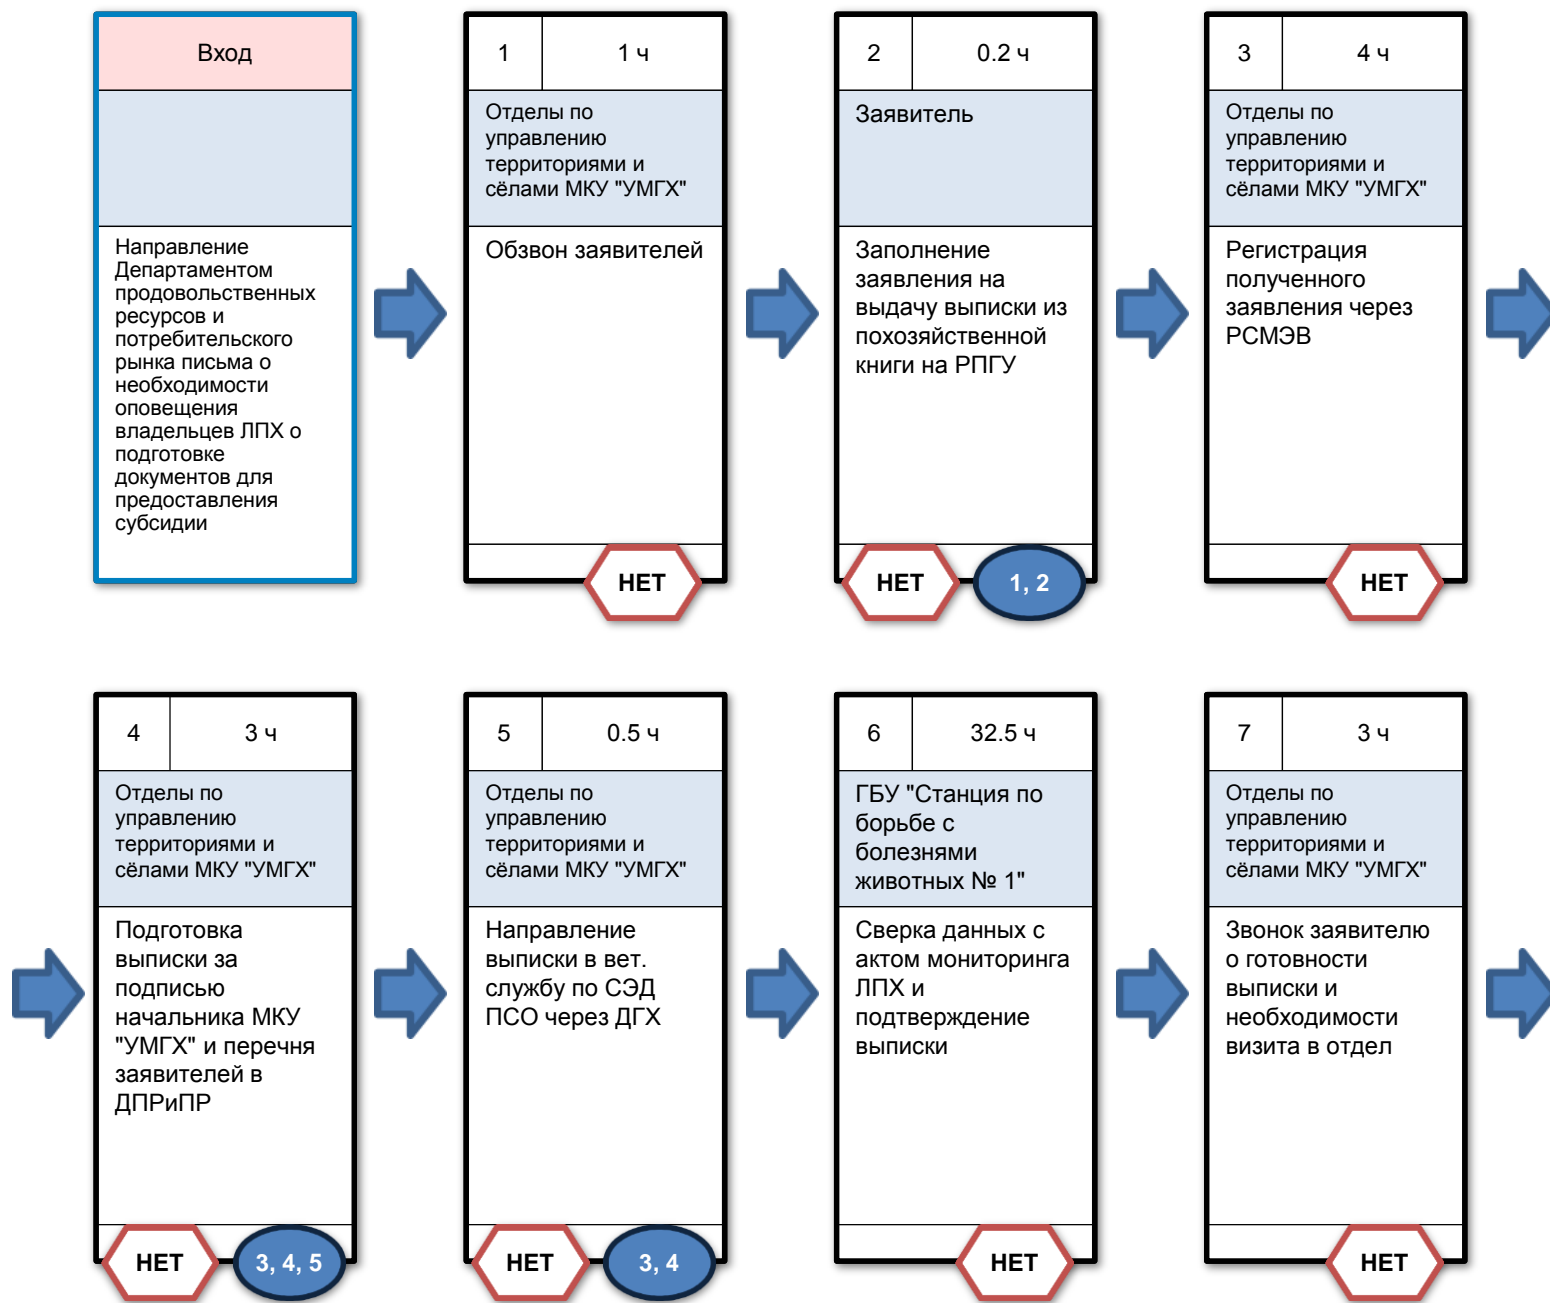 Вход
Направление
Департаментом
продовольственных
ресурсов и
потребительского
рынка письма о
необходимости
оповещения
владельцев ЛПХ о
подготовке
документов для
предоставления
субсидии
1
1 ч
Отделы по
управлению
территориями и
сёлами МКУ "УМГХ"
Обзвон заявителей
НЕТ
2
0.2 ч
Заявитель
Заполнение
заявления на
выдачу выписки из
похозяйственной
книги на РПГУ
НЕТ
1, 2
3
4 ч
Отделы по
управлению
территориями и
сёлами МКУ "УМГХ"
Регистрация
полученного
заявления через
РСМЭВ
НЕТ
4
3 ч
Отделы по
управлению
территориями и
сёлами МКУ "УМГХ"
Подготовка
выписки за
подписью
начальника МКУ
"УМГХ" и перечня
заявителей в
ДПРиПР
НЕТ
3, 4, 5
5
0.5 ч
Отделы по
управлению
территориями и
сёлами МКУ "УМГХ"
Направление
выписки в вет.
службу по СЭД
ПСО через ДГХ
НЕТ
3, 4
6
32.5 ч
ГБУ "Станция по
борьбе с
болезнями
животных № 1"
Сверка данных с
актом мониторинга
ЛПХ и
подтверждение
выписки
НЕТ
7
3 ч
Отделы по
управлению
территориями и
сёлами МКУ "УМГХ"
Звонок заявителю
о готовности
выписки и
необходимости
визита в отдел
НЕТ